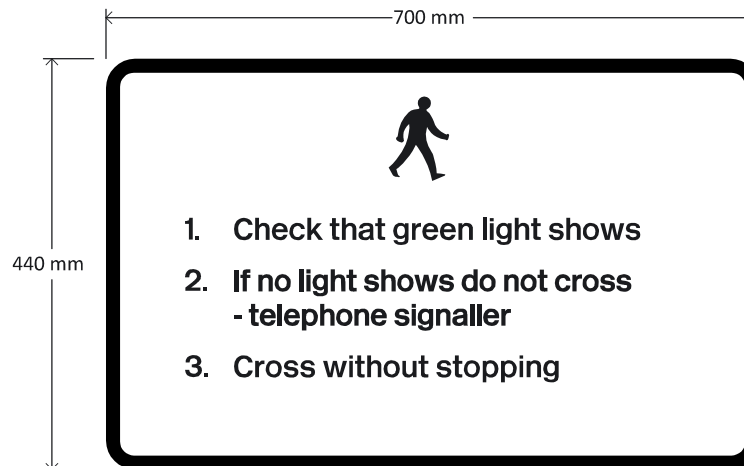 700 mm
440 mm
1. Check that green light shows
2. If no light shows do not cross
- telephone signaller
3. Cross without stopping